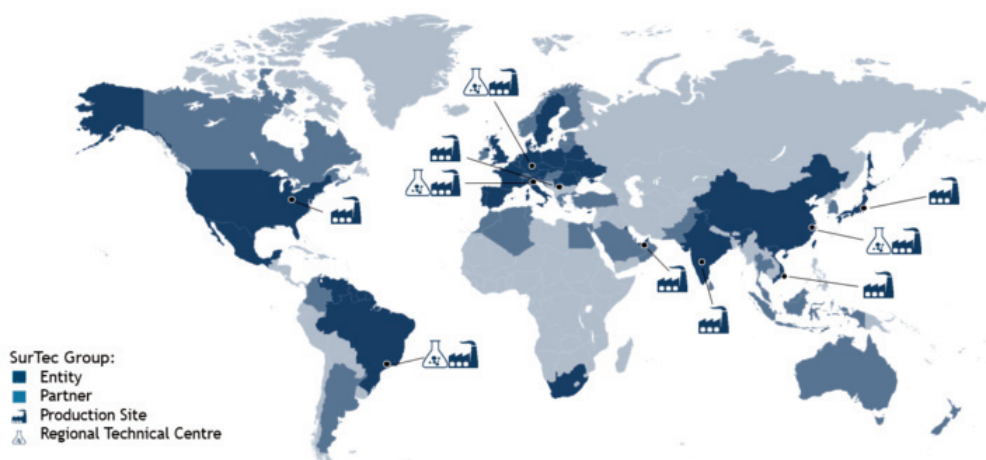 SurTec Group:
Entity
Partner
Production Site
Regional Technical Centre